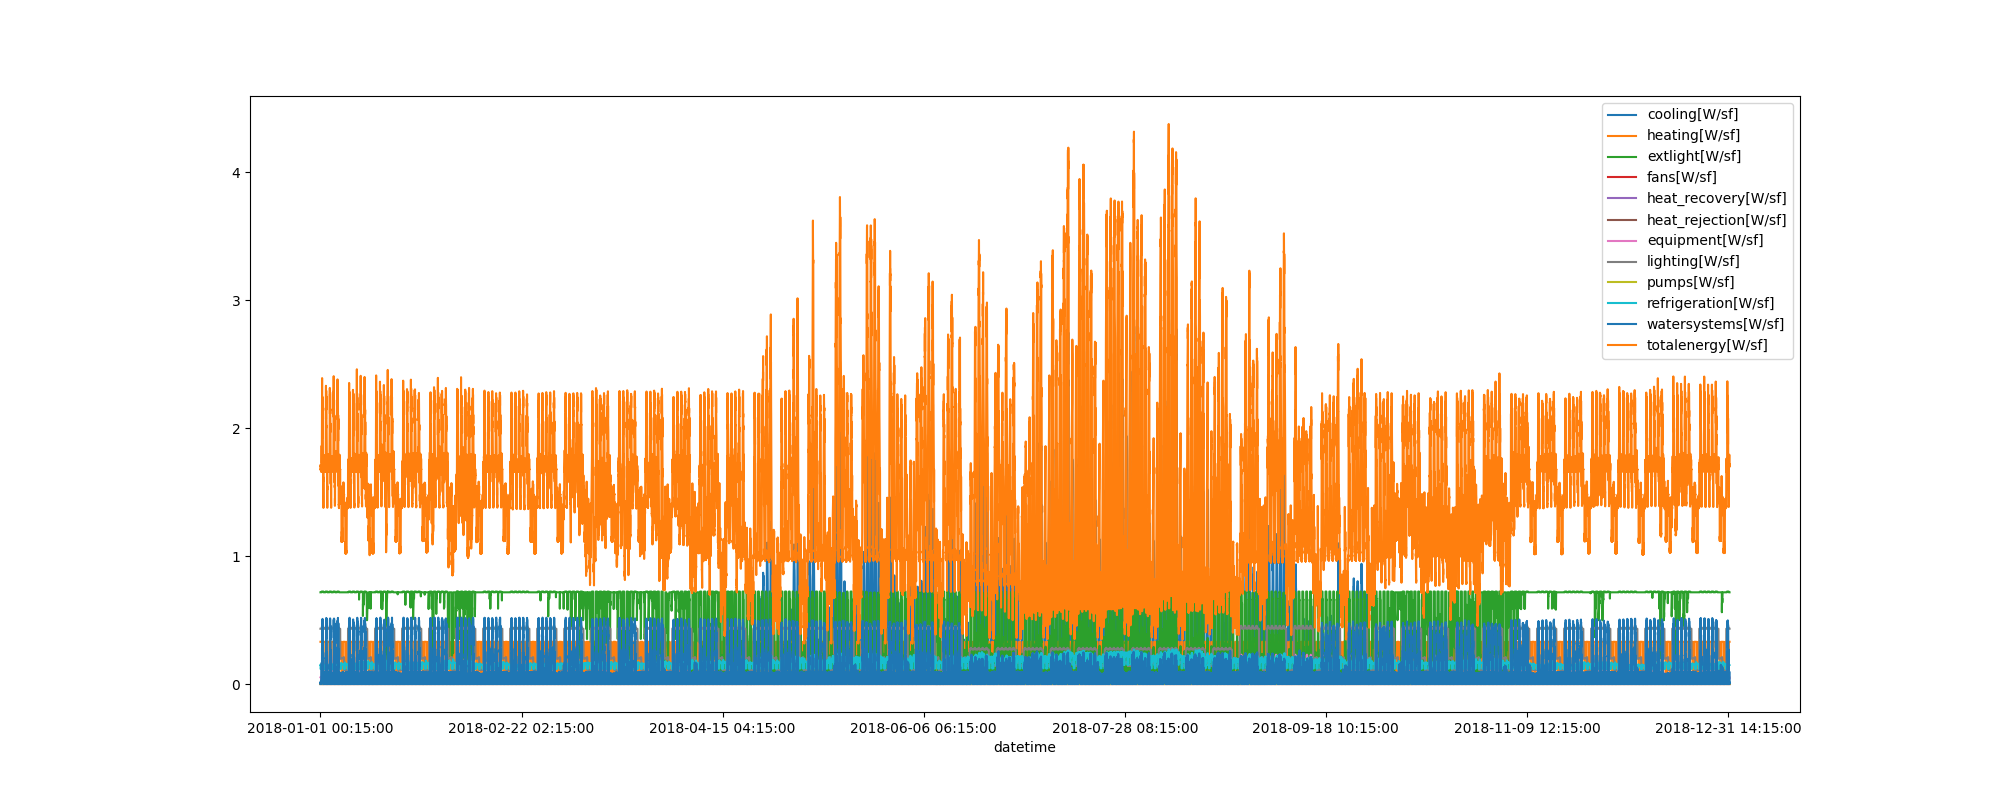 cooling[W/sf]
heating[W/sf]
extlight[W/sf]
fans[W/sf]
heat_recovery[W/sf]
heat_rejection[W/sf]
equipment[W/sf]
lighting[W/sf]
pumps[W/sf]
refrigeration[W/sf]
watersystems[W/sf]
totalenergy[W/sf]
4
3
2
1
0
2018-01-01 00:15:00 2018-02-22 02:15:00 2018-04-15 04:15:00 2018-06-06 06:15:00 2018-07-28 08:15:00 2018-09-18 10:15:00 2018-11-09 12:15:00 2018-12-31 14:15:00
datetime